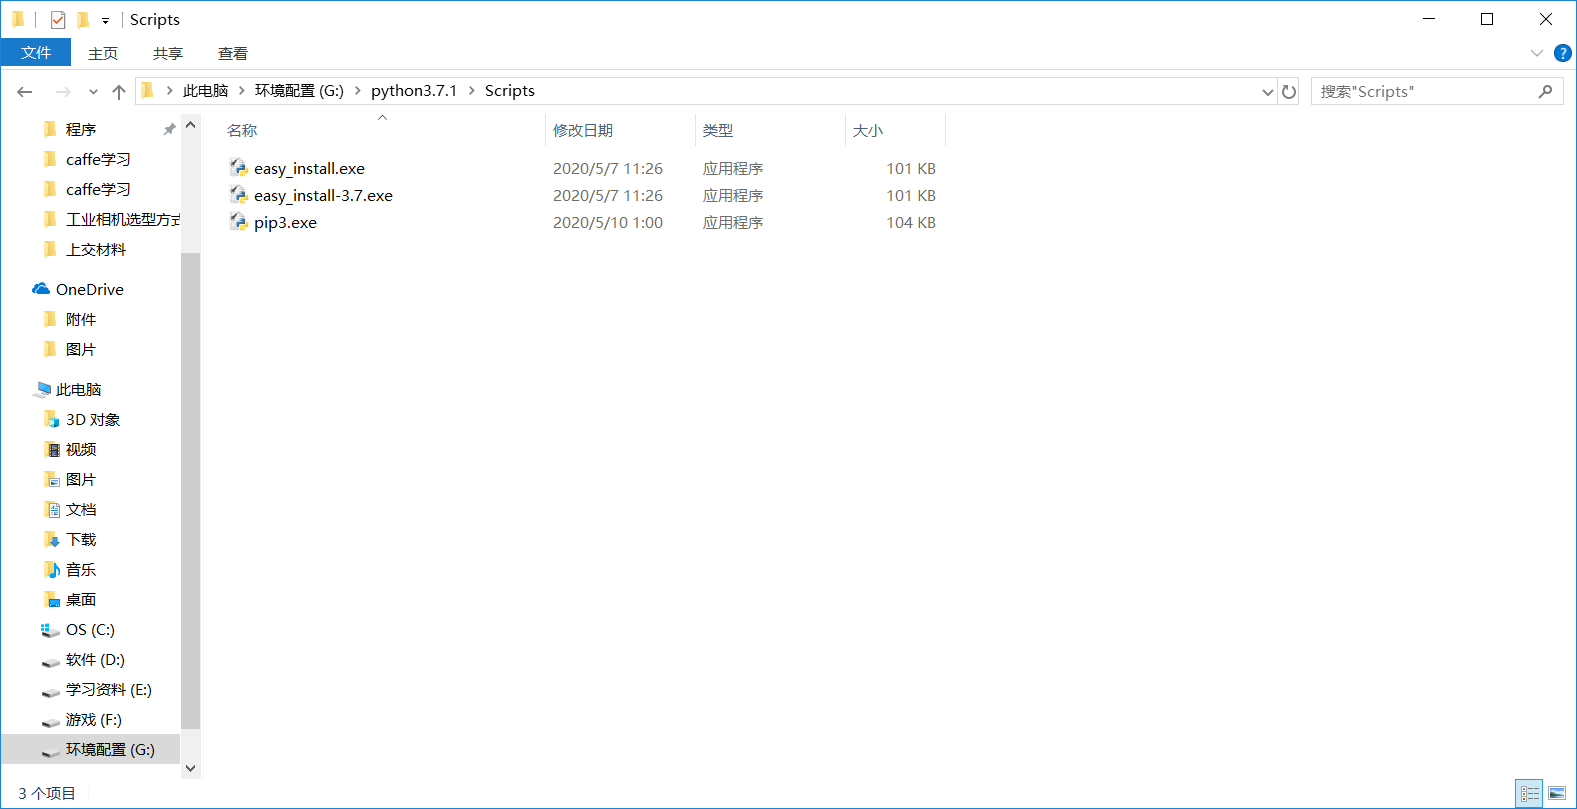 Scripts
文件 主页 共享 查看
此电脑 环境配置 (G:) python3.7.1 Scripts
搜索"Scripts"
程序
caffe学习
caffe学习
工业相机选型方式
上交材料
OneDrive
附件
图片
此电脑
3D 对象
视频
图片
文档
下载
音乐
桌面
OS (C:)
软件 (D:)
学习资料 (E:)
游戏 (F:)
环境配置 (G:)
名称 修改日期 类型 大小
easy_install.exe 2020/5/7 11:26 应用程序 101 KB
easy_install-3.7.exe 2020/5/7 11:26 应用程序 101 KB
pip3.exe 2020/5/10 1:00 应用程序 104 KB
3 个项目